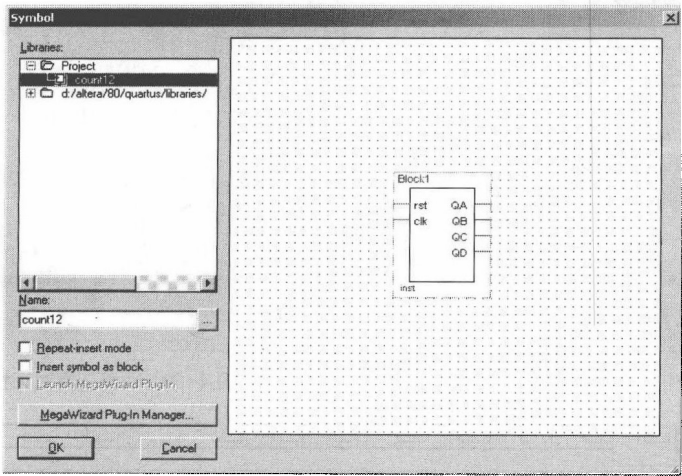 Symbol
Libraries:
Project
count12
d:/altera/80/quartus/libraries/
Name:
count12
...
Repeat-insert mode
Insert symbol as block
Launch MegaWizard Plug-In
MegaWizard Plug-In Manager...
OK Cancel
Block1
rst QA
clk QB
QC
QD
inst